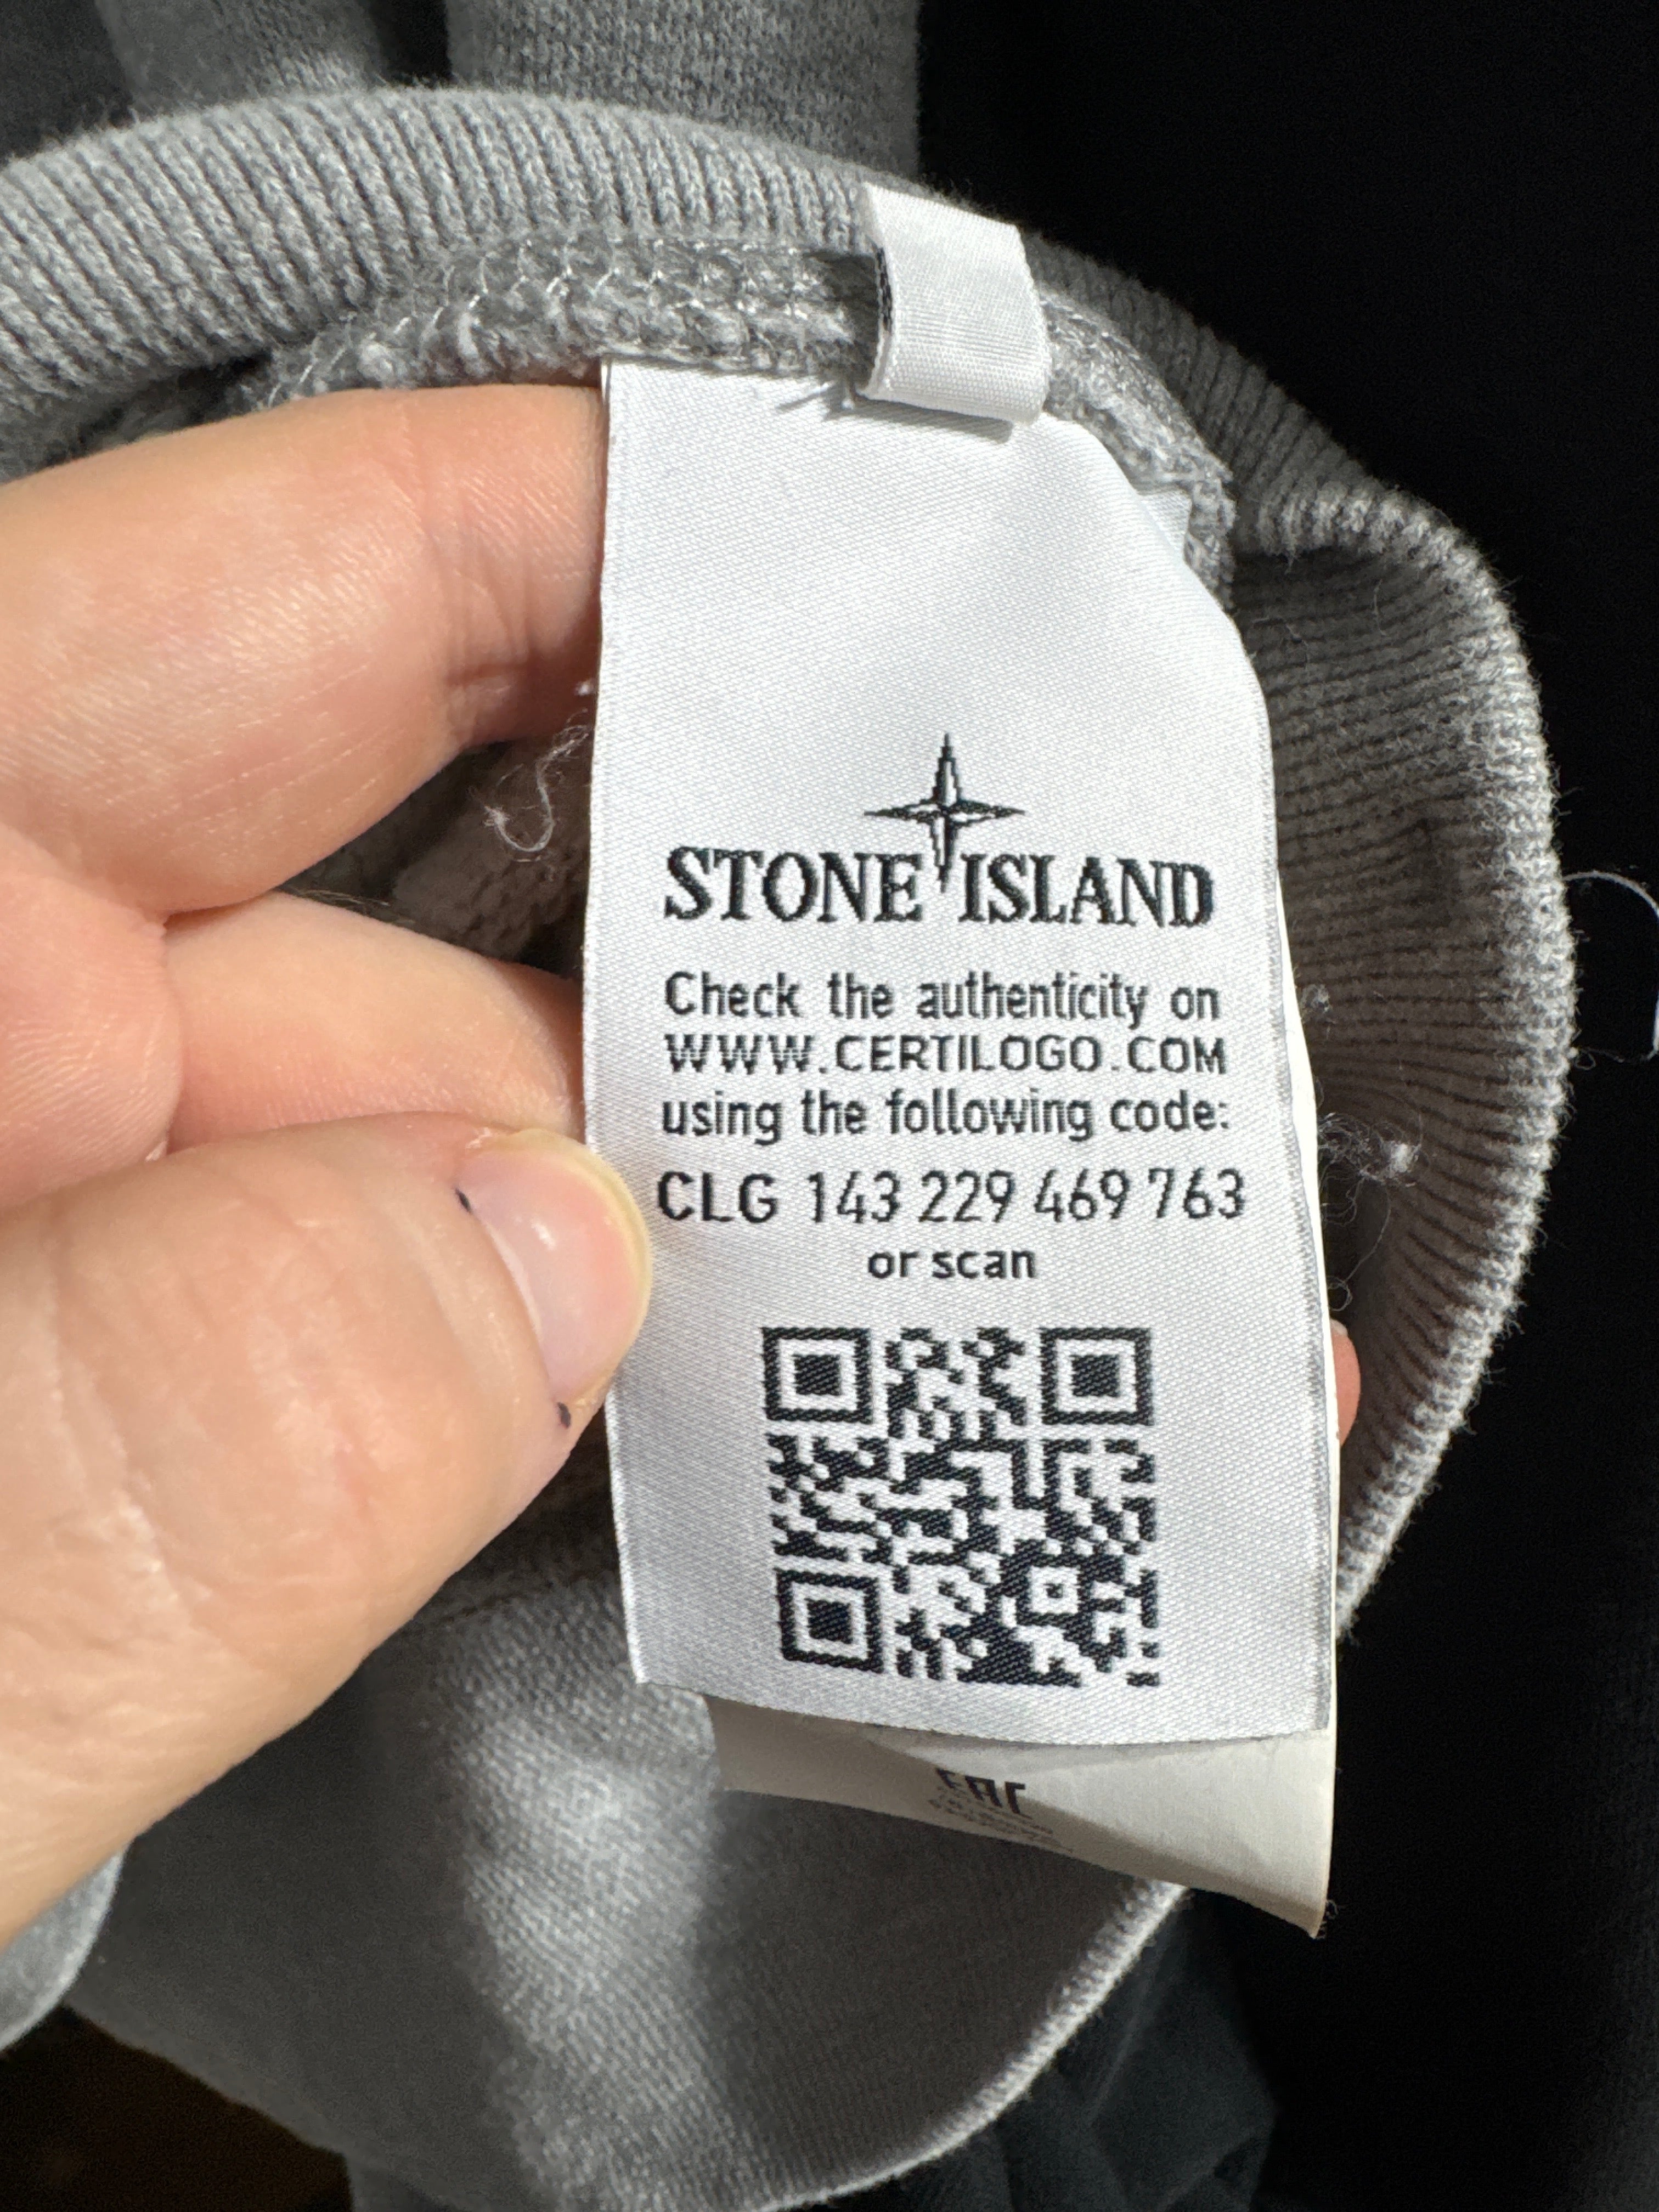 STONE ISLAND
Check the authenticity on
WWW.CERTILOGO.COM
using the following code:
CLG 143 229 469 763
or scan
EAC